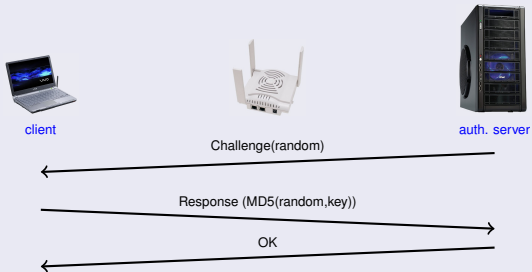 client
auth. server
Challenge(random)
Response (MD5(random,key))
OK